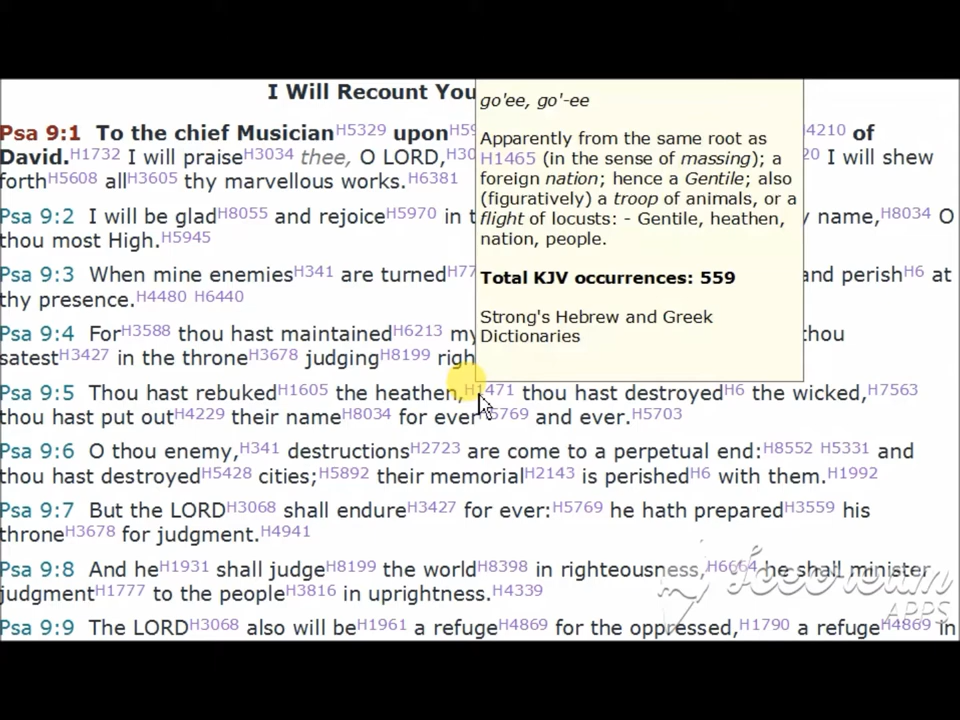 I Will Recount You
go'ee, go'-ee
Apparently from the same root as
H1465 (in the sense of massing); a
foreign nation; hence a Gentile; also
(figuratively) a troop of animals, or a
flight of locusts: - Gentile, heathen,
nation, people.
Total KJV occurrences: 559
Strong's Hebrew and Greek
Dictionaries
Psa 9:1 To the chief Musician H5329 upon H59 H4210 of
David. H1732 I will praise H3034 thee, O LORD, H30 20 I will shew
forth H5608 all H3605 thy marvellous works. H6381
Psa 9:2 I will be glad H8055 and rejoice H5970 in t y name, H8034 O
thou most High. H5945
Psa 9:3 When mine enemies H341 are turned H77 and perish H6 at
thy presence. H4480 H6440
Psa 9:4 For H3588 thou hast maintained H6213 my thou
satest H3427 in the throne H3678 judging H8199 righ
Psa 9:5 Thou hast rebuked H1605 the heathen, H1471 thou hast destroyed H6 the wicked, H7563
thou hast put out H4229 their name H8034 for ever H5769 and ever. H5703
Psa 9:6 O thou enemy, H341 destructions H2723 are come to a perpetual end: H8552 H5331 and
thou hast destroyed H5428 cities; H5892 their memorial H2143 is perished H6 with them. H1992
Psa 9:7 But the LORD H3068 shall endure H3427 for ever: H5769 he hath prepared H3559 his
throne H3678 for judgment. H4941
Psa 9:8 And he H1931 shall judge H8199 the world H8398 in righteousness, H6664 he shall minister
judgment H1777 to the people H3816 in uprightness. H4339
Psa 9:9 The LORD H3068 also will be H1961 a refuge H4869 for the oppressed, H1790 a refuge H4869 in
APPS